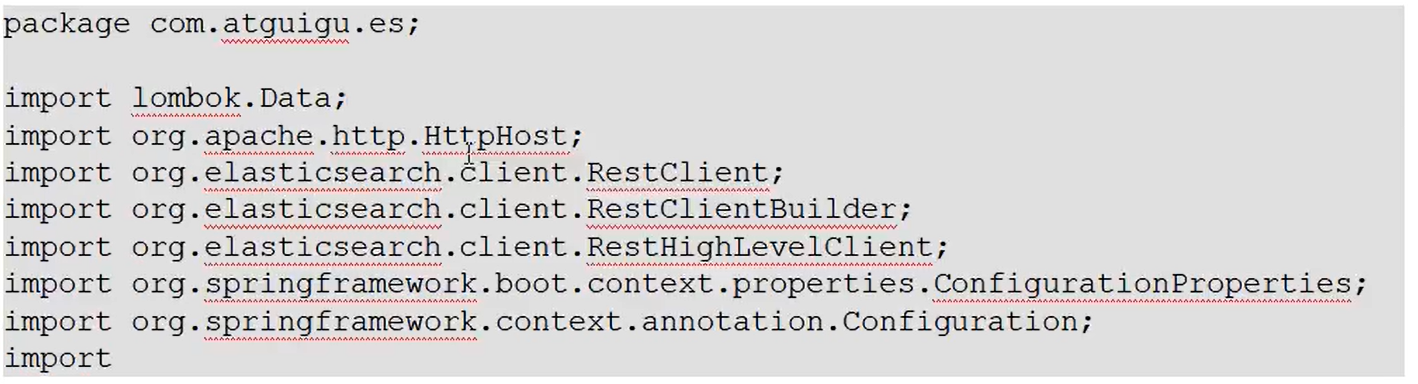 package com.atguigu.es;
import lombok.Data;
import org.apache.http.HttpHost;
import org.elasticsearch.client.RestClient;
import org.elasticsearch.client.RestClientBuilder;
import org.elasticsearch.client.RestHighLevelClient;
import org.springframework.boot.context.properties.ConfigurationProperties;
import org.springframework.context.annotation.Configuration;
import